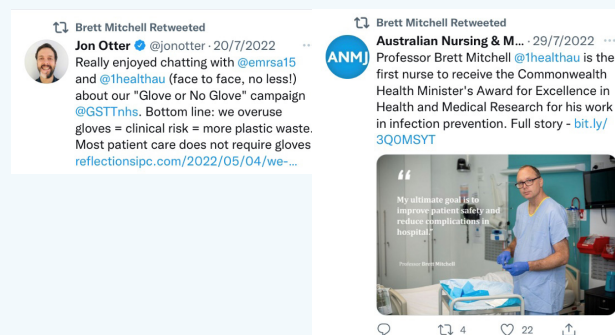 Brett Mitchell Retweeted
Jon Otter @jonotter · 20/7/2022 ···
Really enjoyed chatting with @emrsa15
and @1healthau (face to face, no less!)
about our "Glove or No Glove" campaign
@GSTTnhs. Bottom line: we overuse
gloves = clinical risk = more plastic waste.
Most patient care does not require gloves
reflectionsipc.com/2022/05/04/we-...
Brett Mitchell Retweeted
ANMJ
Australian Nursing & M... · 29/7/2022 ···
Professor Brett Mitchell @1healthau is the
first nurse to receive the Commonwealth
Health Minister's Award for Excellence in
Health and Medical Research for his work
in infection prevention. Full story - bit.ly/
3Q0MSYT
“
My ultimate goal is to
improve patient safety and
reduce complications in
hospital."
Professor Brett Mitchell
4
22